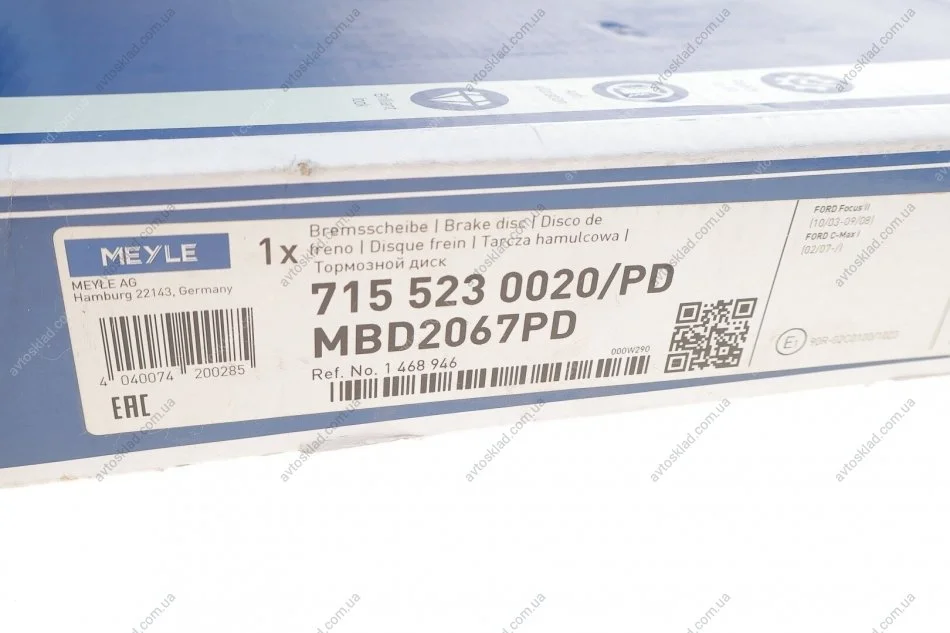 MEYLE
MEYLE AG
Hamburg 22143, Germany
4 040074 200285
EAC
1x
Bremsscheibe | Brake disc | Disco de
freno | Disque frein | Tarcza hamulcowa |
Тормозной диск
715 523 0020/PD
MBD2067PD
000W290
Ref. No. 1 468 946
FORD Focus II
(10/03-09/08)
FORD C-Max I
(02/07-/)
E1
avtosklad.com.ua